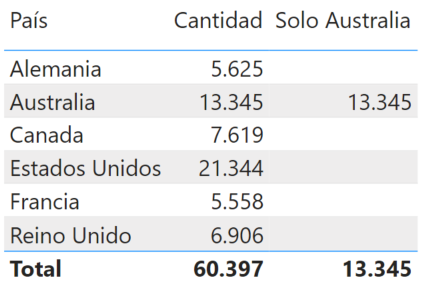 País Cantidad Solo Australia
Alemania 5.625
Australia 13.345 13.345
Canada 7.619
Estados Unidos 21.344
Francia 5.558
Reino Unido 6.906
Total 60.397 13.345